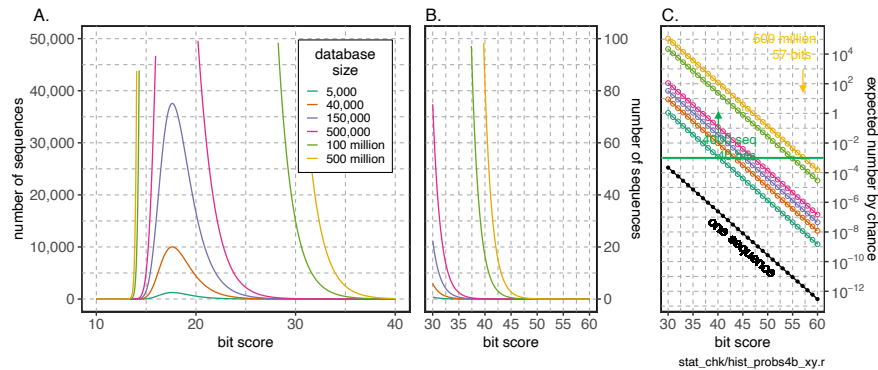 A.
50,000
40,000
30,000
20,000
10,000
0
number of sequences
10
20
30
40
bit score
database
size
5,000
40,000
150,000
500,000
100 million
500 million
B.
100
80
60
40
20
0
number of sequences
30
35
40
45
50
55
60
bit score
C.
500 million
57 bits
seq
one sequence
10^4
10^2
1
10^-2
10^-4
10^-6
10^-8
10^-10
10^-12
expected number by chance
30
35
40
45
50
55
60
bit score
stat_chk/hist_probs4b_xy.r